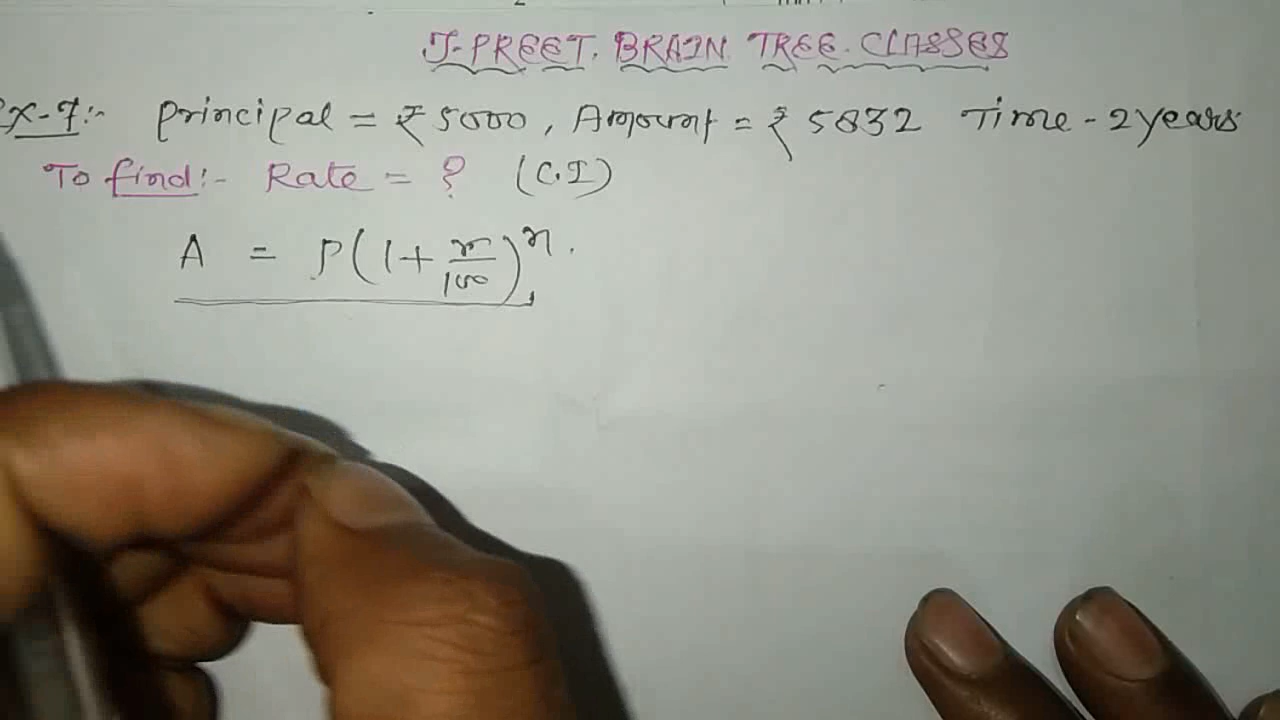 J-PREET. BRAIN TREE. CLASSES
Ex-7:- Principal = ₹ 5000, Amount = ₹ 5832 Time - 2 years
To find:- Rate = ? (C.I)
A = P(1 + r/100)^n.